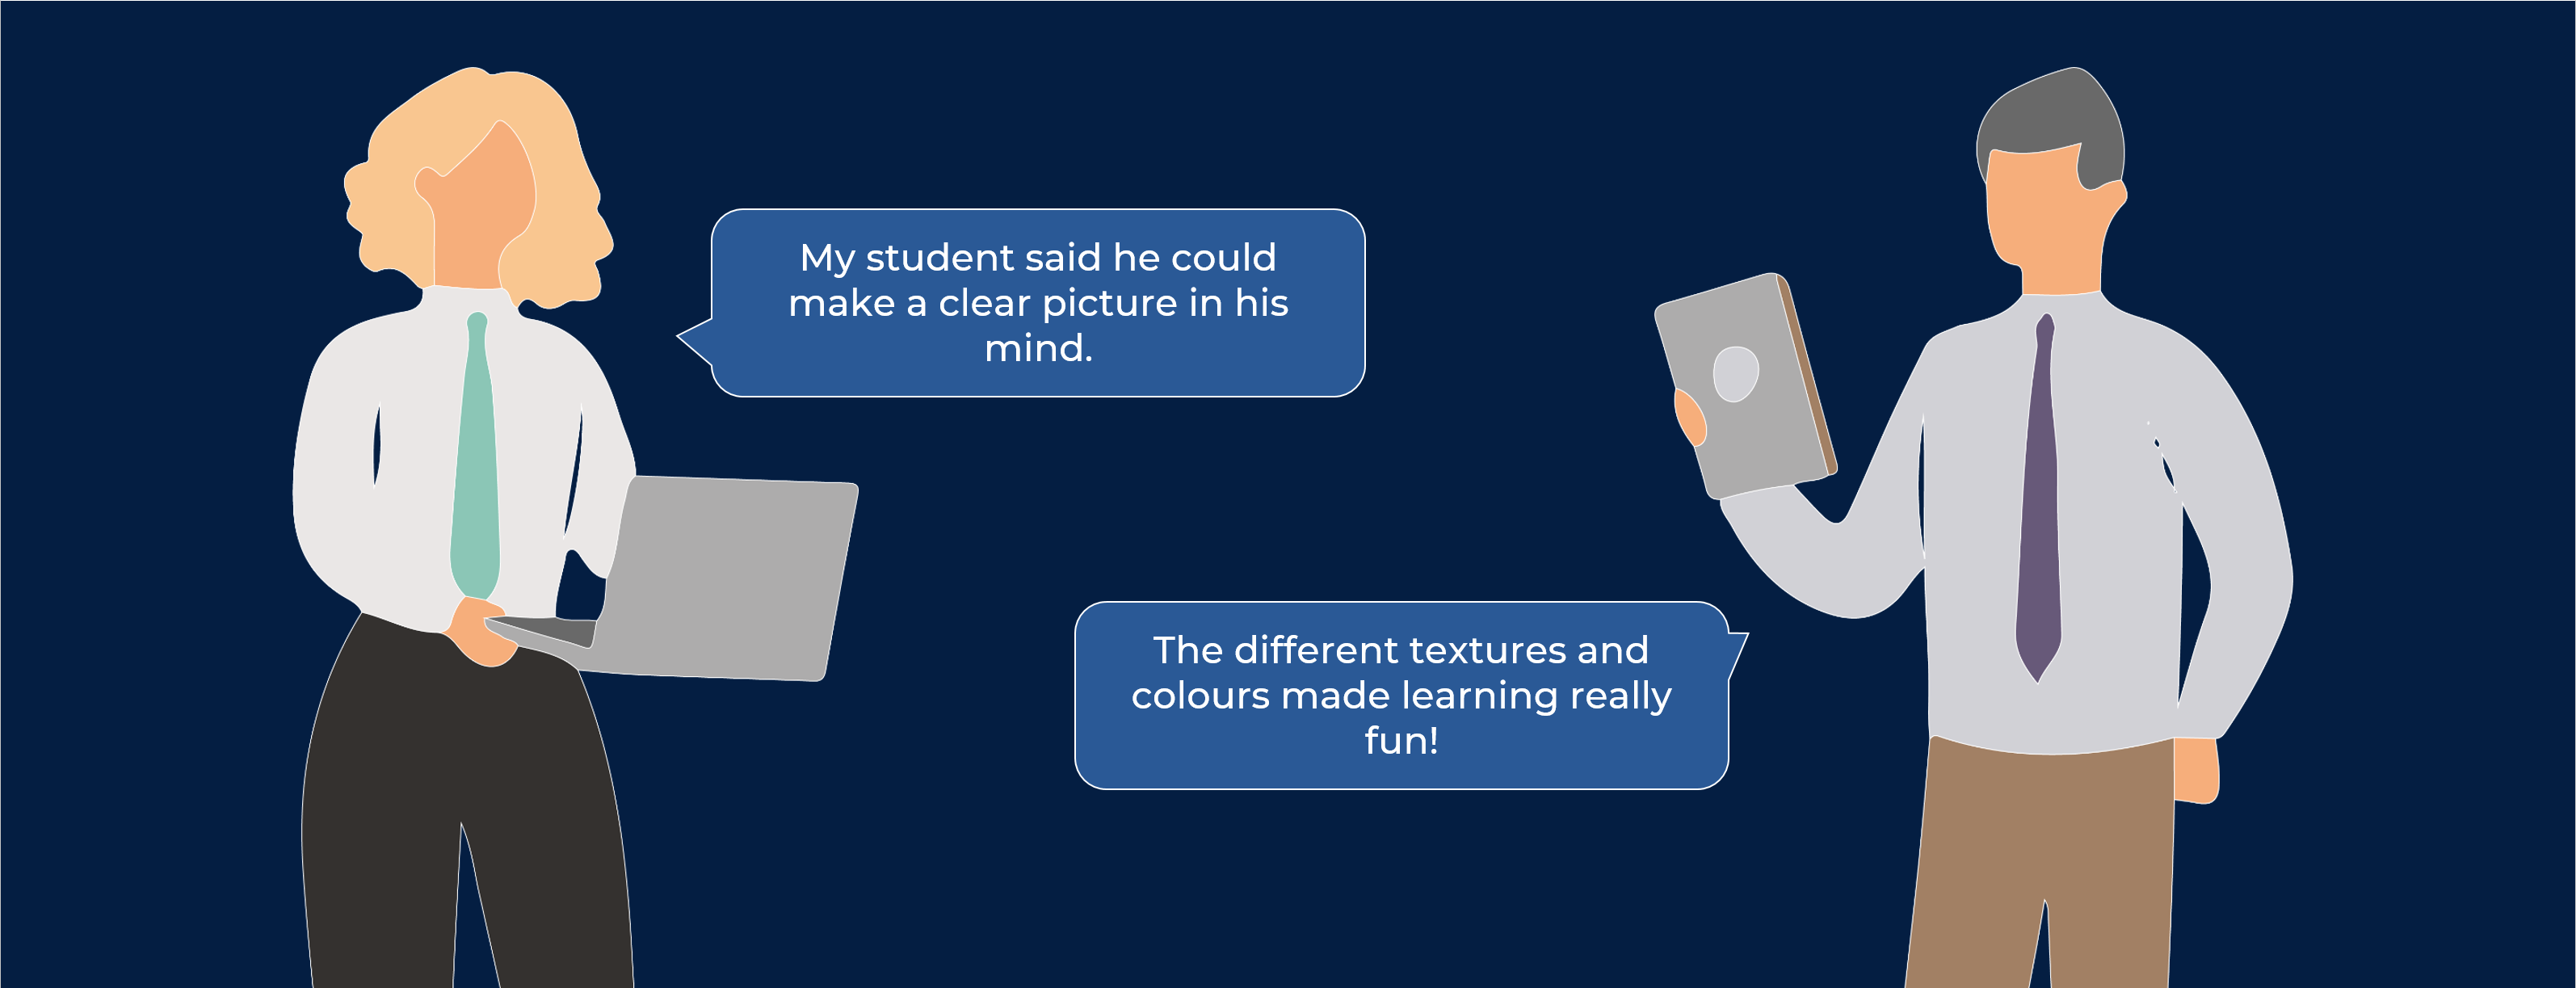 My student said he could
make a clear picture in his
mind.
The different textures and
colours made learning really
fun!